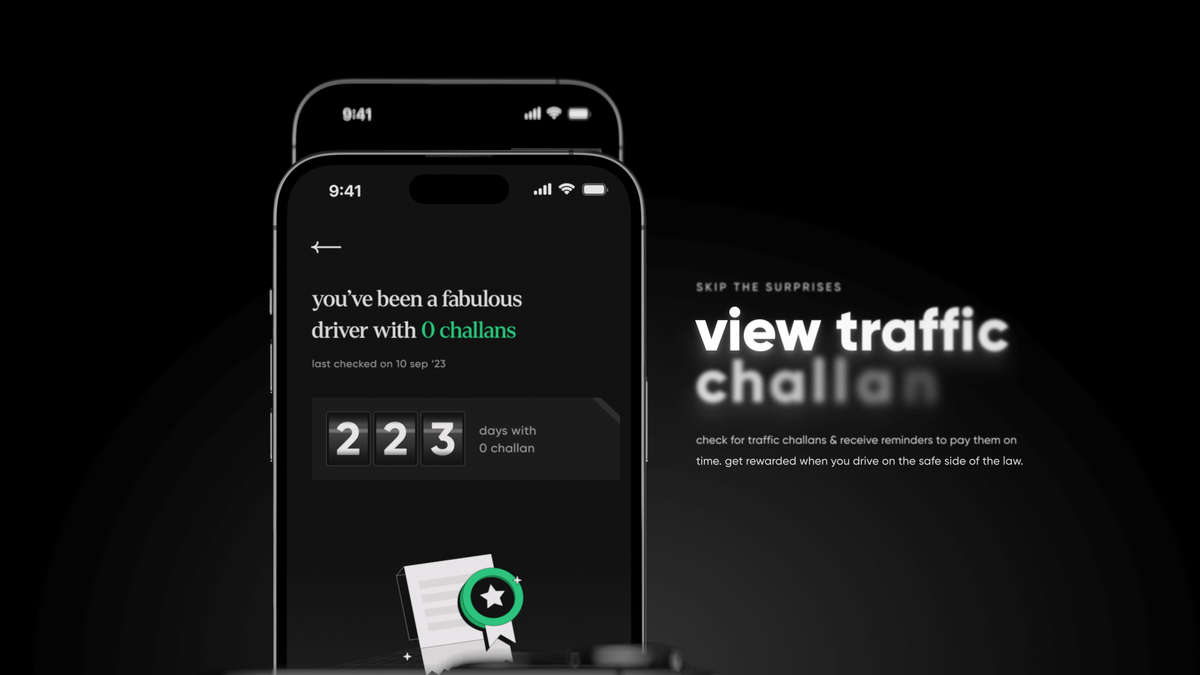 9:41
9:41
you've been a fabulous
driver with 0 challans
last checked on 10 sep '23
2 2 3
days with
0 challan
SKIP THE SURPRISES
view traffic
challan
check for traffic challans & receive reminders to pay them on
time. get rewarded when you drive on the safe side of the law.